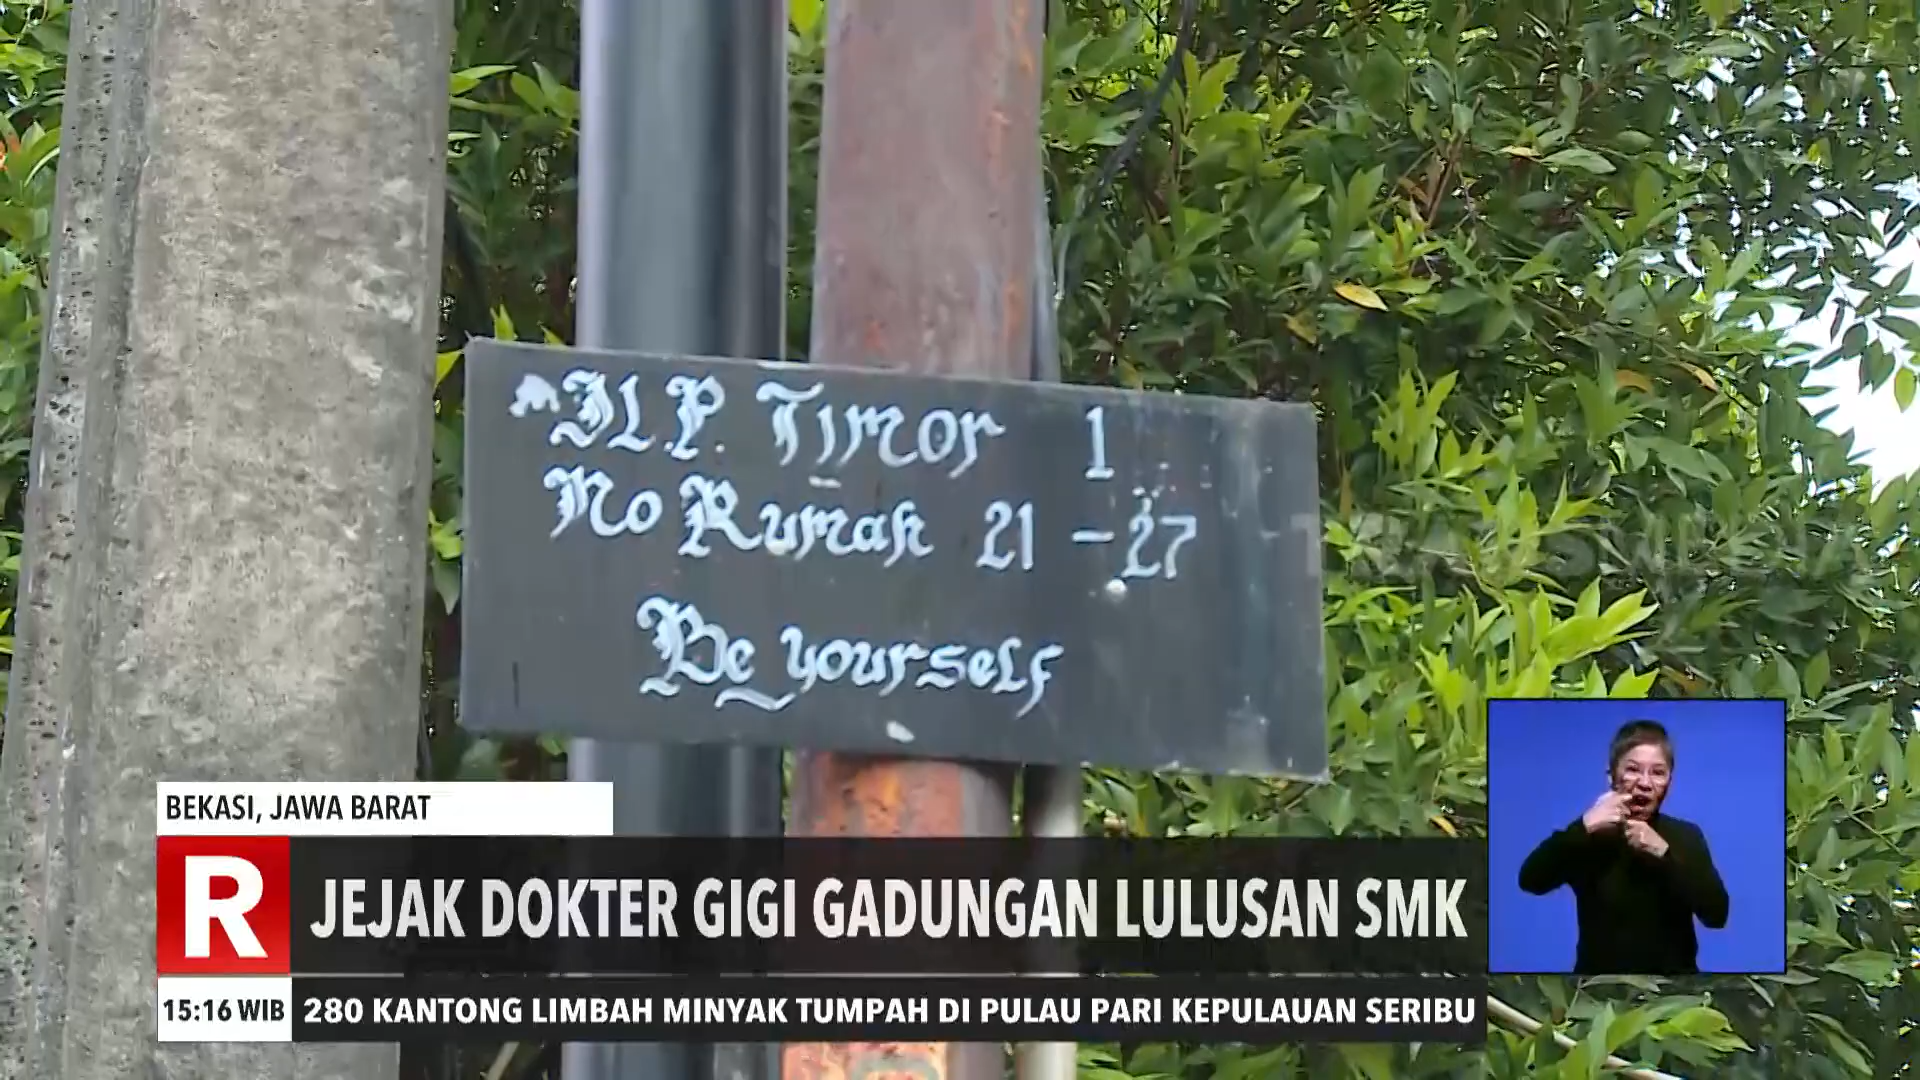 JL.P. Timor 1
No Rumah 21 - 27
Be yourself
BEKASI, JAWA BARAT
R
JEJAK DOKTER GIGI GADUNGAN LULUSAN SMK
15:16 WIB
280 KANTONG LIMBAH MINYAK TUMPAH DI PULAU PARI KEPULAUAN SERIBU